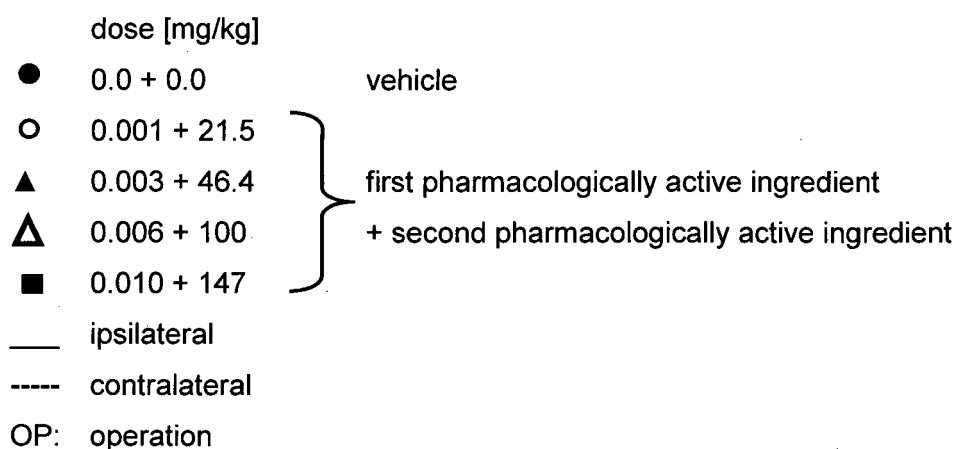 dose [mg/kg]
0.0 + 0.0 vehicle
0.001 + 21.5
0.003 + 46.4 first pharmacologically active ingredient
0.006 + 100 + second pharmacologically active ingredient
0.010 + 147
ipsilateral
contralateral
OP: operation